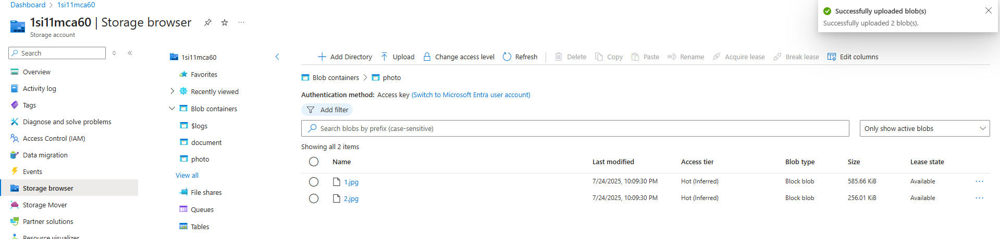 Dashboard > 1si11mca60
1si11mca60 | Storage browser
Storage account
Successfully uploaded blob(s)
Successfully uploaded 2 blob(s).
Search
Overview
Activity log
Tags
Diagnose and solve problems
Access Control (IAM)
Data migration
Events
Storage browser
Storage Mover
Partner solutions
Resource visualizer
1si11mca60
Favorites
Recently viewed
Blob containers
$logs
document
photo
View all
File shares
Queues
Tables
Add Directory Upload Change access level Refresh Delete Copy Paste Rename Acquire lease Break lease Edit columns
Blob containers > photo
Authentication method: Access key (Switch to Microsoft Entra user account)
Add filter
Search blobs by prefix (case-sensitive)
Only show active blobs
Showing all 2 items
Name Last modified Access tier Blob type Size Lease state
1.jpg 7/24/2025, 10:09:30 PM Hot (Inferred) Block blob 585.66 KiB Available
2.jpg 7/24/2025, 10:09:30 PM Hot (Inferred) Block blob 256.01 KiB Available